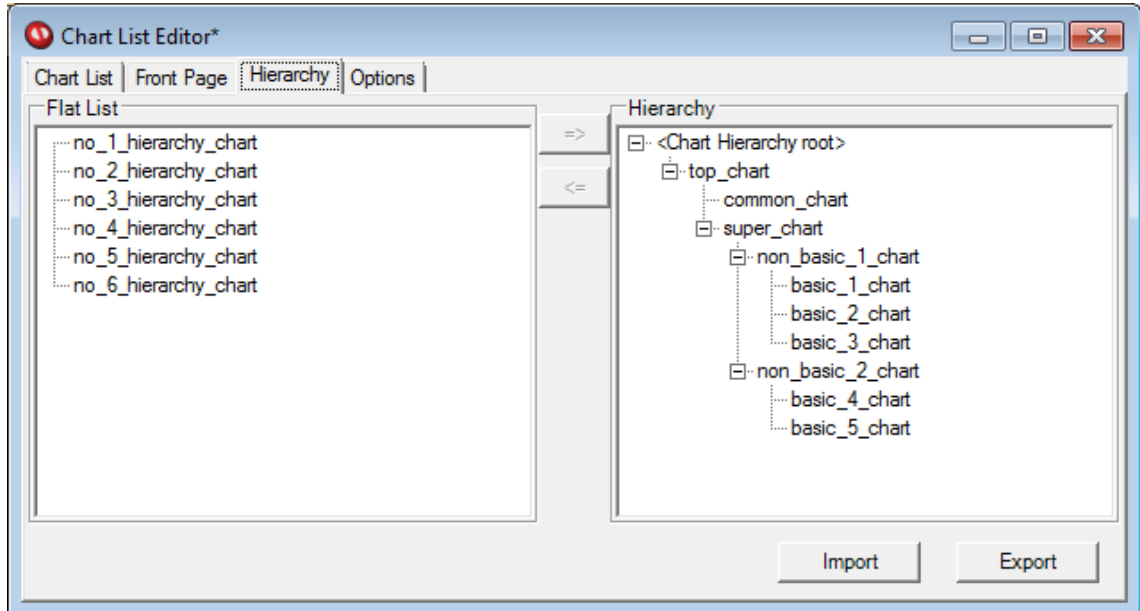 Chart List Editor*
Chart List Front Page Hierarchy Options
Flat List
no_1_hierarchy_chart
no_2_hierarchy_chart
no_3_hierarchy_chart
no_4_hierarchy_chart
no_5_hierarchy_chart
no_6_hierarchy_chart
=>
<=
Hierarchy
<Chart Hierarchy root>
top_chart
common_chart
super_chart
non_basic_1_chart
basic_1_chart
basic_2_chart
basic_3_chart
non_basic_2_chart
basic_4_chart
basic_5_chart
Import Export